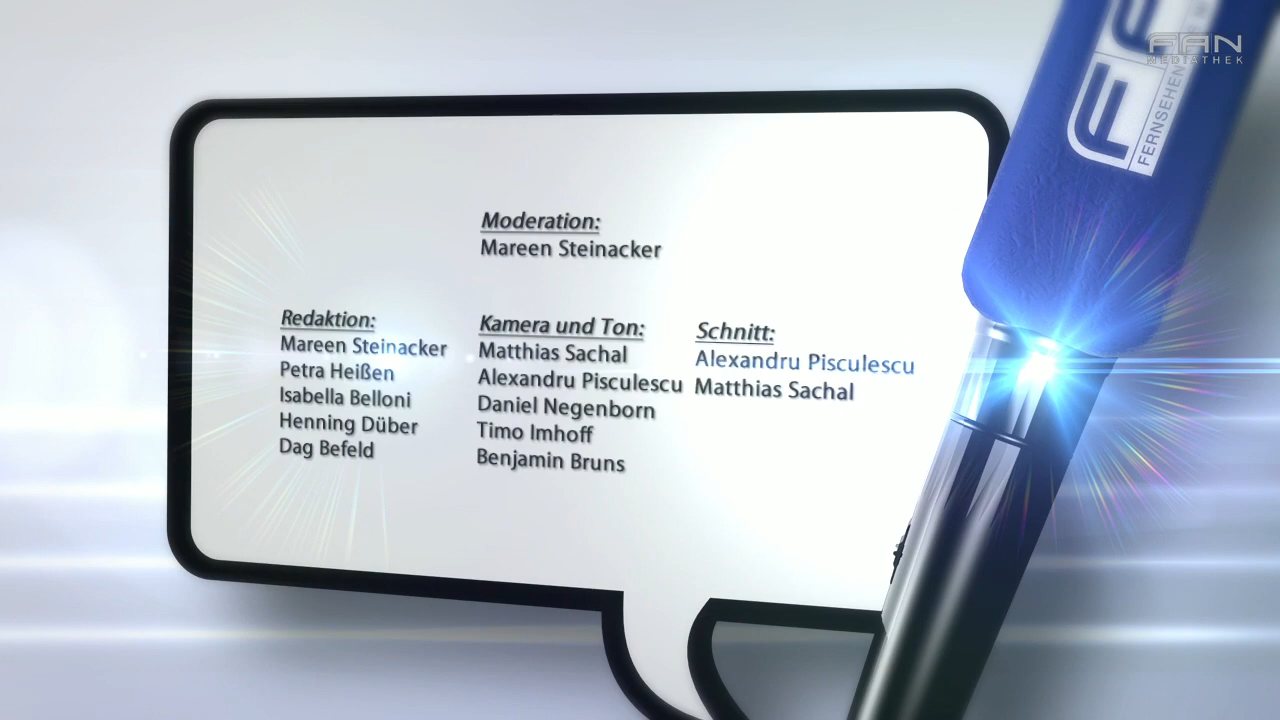 FAN
MEDIATHEK
FERNSEHEN
Moderation:
Mareen Steinacker
Redaktion:
Mareen Steinacker
Petra Heißen
Isabella Belloni
Henning Düber
Dag Befeld
Kamera und Ton:
Matthias Sachal
Alexandru Pisculescu
Daniel Negenborn
Timo Imhoff
Benjamin Bruns
Schnitt:
Alexandru Pisculescu
Matthias Sachal